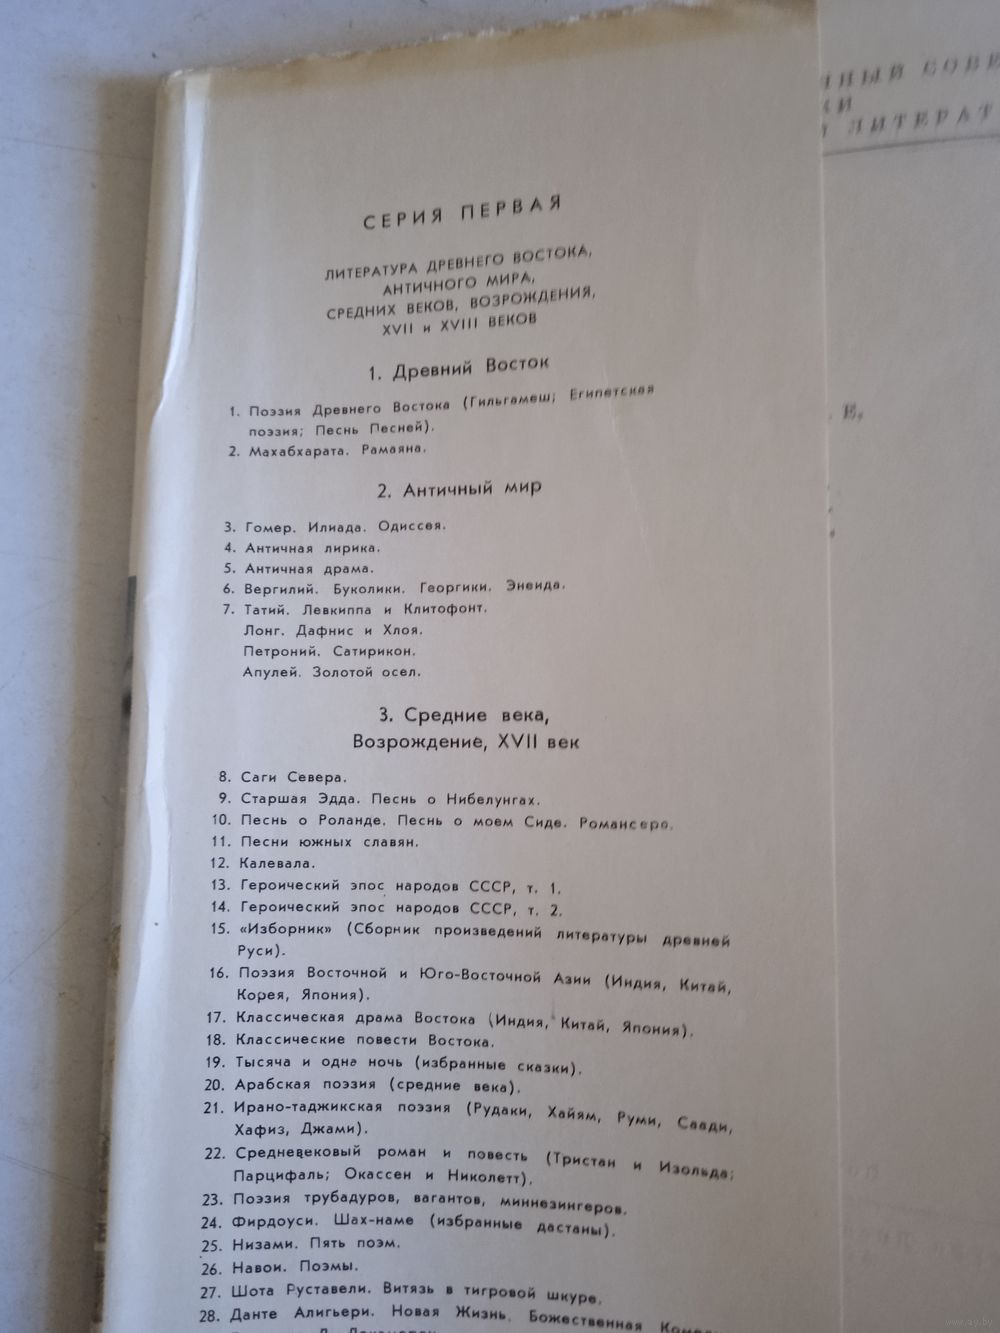 СЕРИЯ ПЕРВАЯ
ЛИТЕРАТУРА ДРЕВНЕГО ВОСТОКА,
АНТИЧНОГО МИРА,
СРЕДНИХ ВЕКОВ, ВОЗРОЖДЕНИЯ,
XVII и XVIII ВЕКОВ
1. Древний Восток
1. Поэзия Древнего Востока (Гильгамеш; Египетская
поэзия; Песнь Песней).
2. Махабхарата. Рамаяна.
2. Античный мир
3. Гомер. Илиада. Одиссея.
4. Античная лирика.
5. Античная драма.
6. Вергилий. Буколики. Георгики. Энеида.
7. Татий. Левкиппа и Клитофонт.
Лонг. Дафнис и Хлоя.
Петроний. Сатирикон.
Апулей. Золотой осел.
3. Средние века,
Возрождение, XVII век
8. Саги Севера.
9. Старшая Эдда. Песнь о Нибелунгах.
10. Песнь о Роланде. Песнь о моем Сиде. Романсеро.
11. Песни южных славян.
12. Калевала.
13. Героический эпос народов СССР, т. 1.
14. Героический эпос народов СССР, т. 2.
15. «Изборник» (Сборник произведений литературы древней
Руси).
16. Поэзия Восточной и Юго-Восточной Азии (Индия, Китай,
Корея, Япония).
17. Классическая драма Востока (Индия, Китай, Япония).
18. Классические повести Востока.
19. Тысяча и одна ночь (избранные сказки).
20. Арабская поэзия (средние века).
21. Ирано-таджикская поэзия (Рудаки, Хайям, Руми, Саади,
Хафиз, Джами).
22. Средневековый роман и повесть (Тристан и Изольда;
Парцифаль; Окассен и Николетт).
23. Поэзия трубадуров, вагантов, миннезингеров.
24. Фирдоуси. Шах-наме (избранные дастаны).
25. Низами. Пять поэм.
26. Навои. Поэмы.
27. Шота Руставели. Витязь в тигровой шкуре.
28. Данте Алигьери. Новая Жизнь. Божественная
www.ay.by